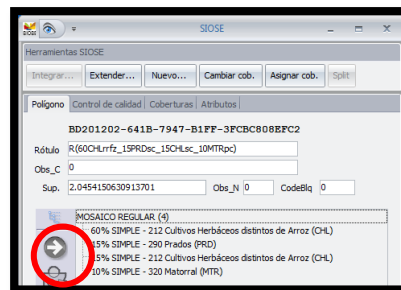 SIOSE
SIOSE
Herramientas SIOSE
Integrar... Extender... Nuevo... Cambiar cob. Asignar cob. Split
Polígono Control de calidad Coberturas Atributos
BD201202-641B-7947-B1FF-3FCBC808EFC2
Rótulo R(60CHLrrfz_15PRDsc_15CHLsc_10MTRpc)
Obs_C 0
Sup. 2.0454150630913701 Obs_N 0 CodeBlq 0
MOSAICO REGULAR (4)
60% SIMPLE - 212 Cultivos Herbáceos distintos de Arroz (CHL)
15% SIMPLE - 290 Prados (PRD)
15% SIMPLE - 212 Cultivos Herbáceos distintos de Arroz (CHL)
10% SIMPLE - 320 Matorral (MTR)